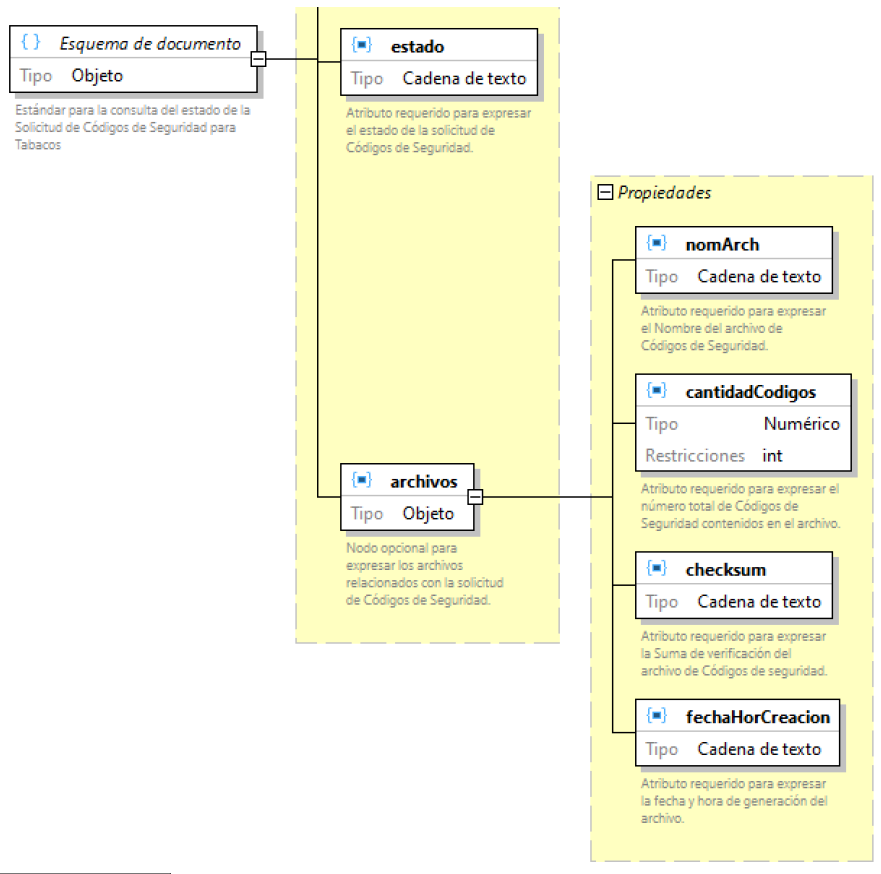 { } Esquema de documento
Tipo Objeto
Estándar para la consulta del estado de la
Solicitud de Códigos de Seguridad para
Tabacos
estado
Tipo Cadena de texto
Atributo requerido para expresar
el estado de la solicitud de
Códigos de Seguridad.
archivos
Tipo Objeto
Nodo opcional para
expresar los archivos
relacionados con la solicitud
de Códigos de Seguridad.
Propiedades
nomArch
Tipo Cadena de texto
Atributo requerido para expresar
el Nombre del archivo de
Códigos de Seguridad.
cantidadCodigos
Tipo Numérico
Restricciones int
Atributo requerido para expresar el
número total de Códigos de
Seguridad contenidos en el archivo.
checksum
Tipo Cadena de texto
Atributo requerido para expresar
la Suma de verificación del
archivo de Códigos de seguridad.
fechaHorCreacion
Tipo Cadena de texto
Atributo requerido para expresar
la fecha y hora de generación del
archivo.